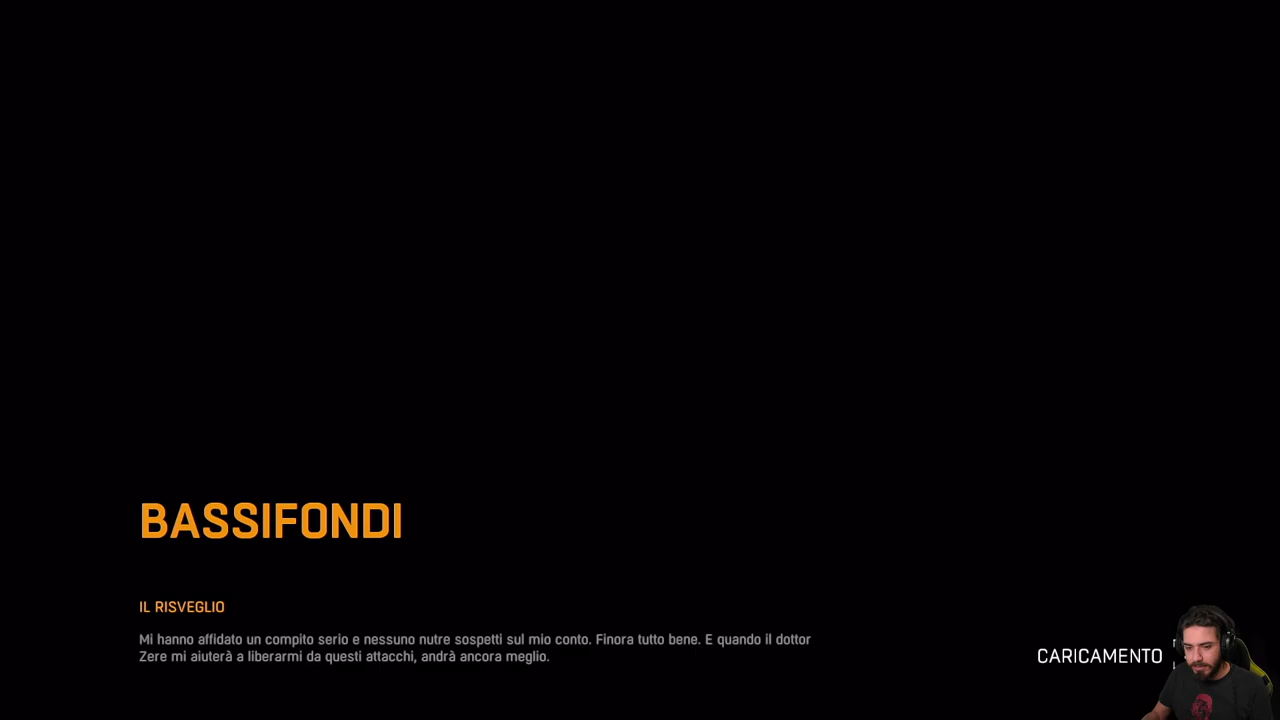 BASSIFONDI
IL RISVEGLIO
Mi hanno affidato un compito serio e nessuno nutre sospetti sul mio conto. Finora tutto bene. E quando il dottor
Zere mi aiuterà a liberarmi da questi attacchi, andrà ancora meglio.
CARICAMENTO